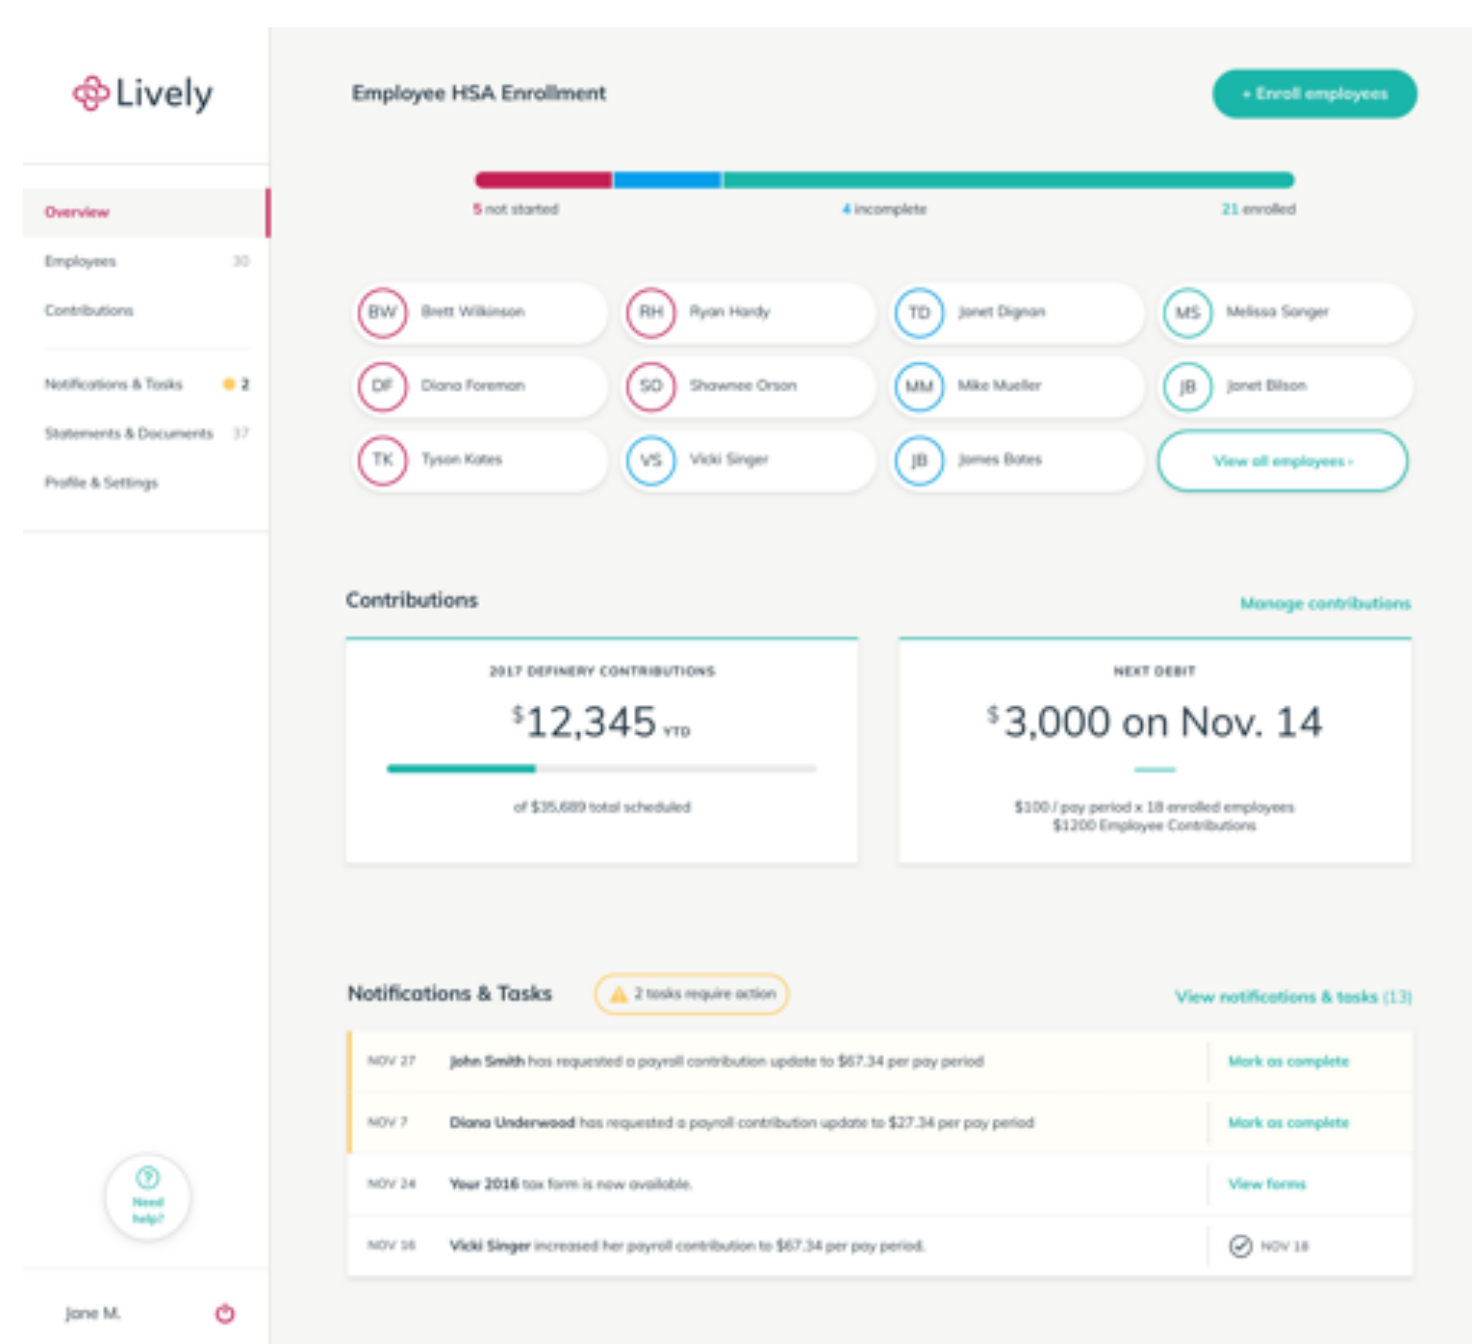 Lively
Overview
Employees 30
Contributions
Notifications & Tasks 2
Statements & Documents 37
Profile & Settings
Need
help?
Jane M.
Employee HSA Enrollment
+ Enroll employees
5 not started
4 incomplete
21 enrolled
BW Brett Wilkinson
RH Ryan Hardy
TD Janet Dignan
MS Melissa Sanger
DF Diana Foreman
SO Shawnee Orson
MM Mike Mueller
JB Janet Bilson
TK Tyson Kates
VS Vicki Singer
JB James Bates
View all employees ›
Contributions
Manage contributions
2017 DEFINERY CONTRIBUTIONS
$12,345 YTD
of $35,689 total scheduled
NEXT DEBIT
$3,000 on Nov. 14
$100 / pay period x 18 enrolled employees
$1200 Employee Contributions
Notifications & Tasks
2 tasks require action
View notifications & tasks (13)
NOV 27 John Smith has requested a payroll contribution update to $67.34 per pay period Mark as complete
NOV 7 Diana Underwood has requested a payroll contribution update to $27.34 per pay period Mark as complete
NOV 24 Your 2016 tax form is now available. View forms
NOV 16 Vicki Singer increased her payroll contribution to $67.34 per pay period. NOV 18